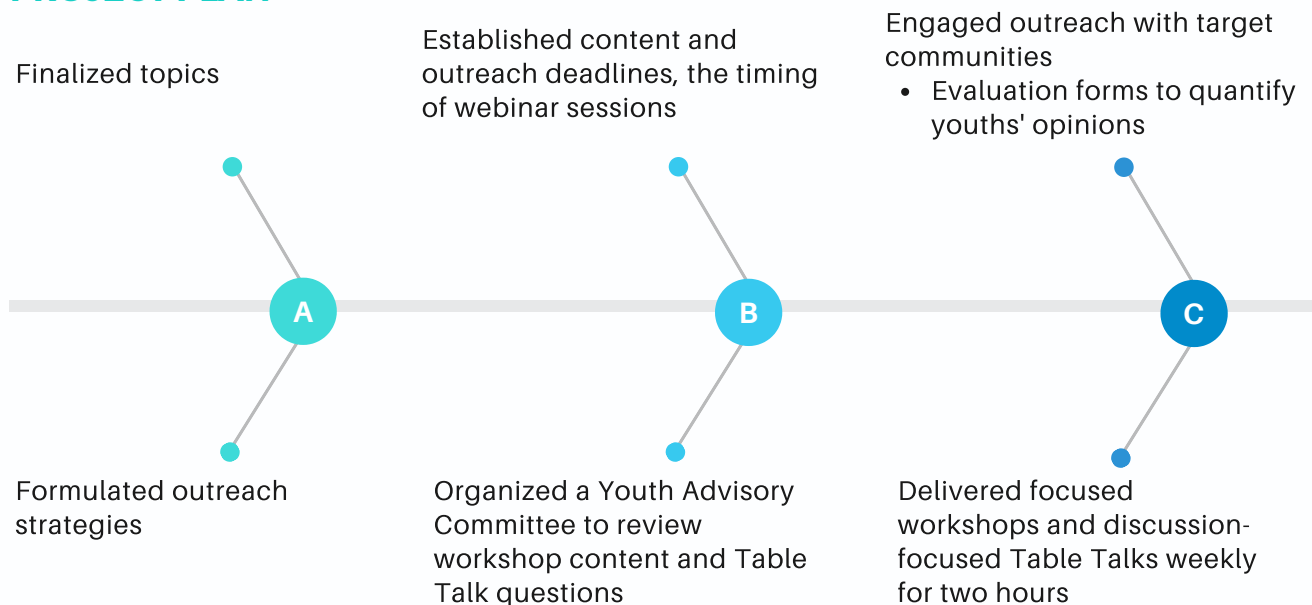 Finalized topics
Established content and
outreach deadlines, the timing
of webinar sessions
Engaged outreach with target
communities
• Evaluation forms to quantify
youths' opinions
A
B
C
Formulated outreach
strategies
Organized a Youth Advisory
Committee to review
workshop content and Table
Talk questions
Delivered focused
workshops and discussion-
focused Table Talks weekly
for two hours